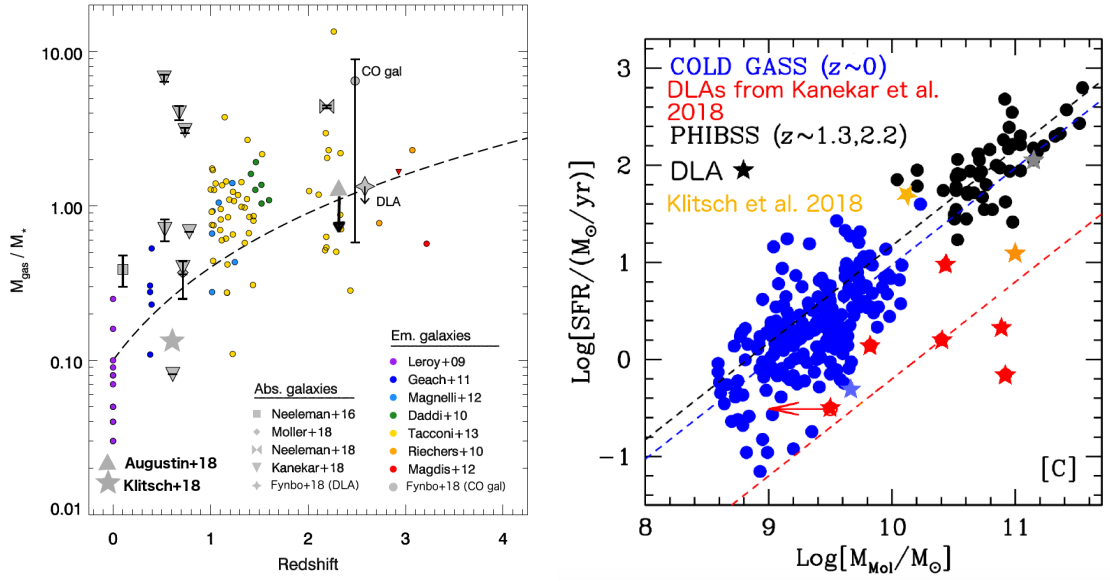 10.00
1.00
0.10
0.01
M_gas / M_*
CO gal
DLA
Em. galaxies
Leroy+09
Geach+11
Magnelli+12
Daddi+10
Tacconi+13
Riechers+10
Magdis+12
Fynbo+18 (CO gal)
Abs. galaxies
Neeleman+16
Moller+18
Neeleman+18
Kanekar+18
Fynbo+18 (DLA)
Augustin+18
Klitsch+18
0 1 2 3 4
Redshift
COLD GASS (z~0)
DLAs from Kanekar et al.
2018
PHIBSS (z~1.3,2.2)
DLA
Klitsch et al. 2018
3
2
1
0
−1
Log[SFR/(M⊙/yr)]
[C]
8 9 10 11
Log[M_Mol/M⊙]